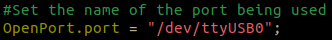 #Set the name of the port being used
OpenPort.port = "/dev/ttyUSB0";